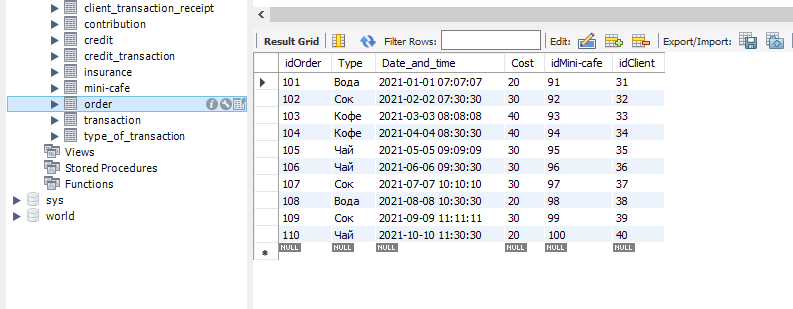 client_transaction_receipt
contribution
credit
credit_transaction
insurance
mini-cafe
order
transaction
type_of_transaction
Views
Stored Procedures
Functions
sys
world
Result Grid Filter Rows: Edit: Export/Import:
idOrder Type Date_and_time Cost idMini-cafe idClient
101 Вода 2021-01-01 07:07:07 20 91 31
102 Сок 2021-02-02 07:30:30 30 92 32
103 Кофе 2021-03-03 08:08:08 40 93 33
104 Кофе 2021-04-04 08:30:30 40 94 34
105 Чай 2021-05-05 09:09:09 30 95 35
106 Чай 2021-06-06 09:30:30 30 96 36
107 Сок 2021-07-07 10:10:10 30 97 37
108 Вода 2021-08-08 10:30:30 20 98 38
109 Сок 2021-09-09 11:11:11 30 99 39
110 Чай 2021-10-10 11:30:30 20 100 40
NULL NULL NULL NULL NULL NULL